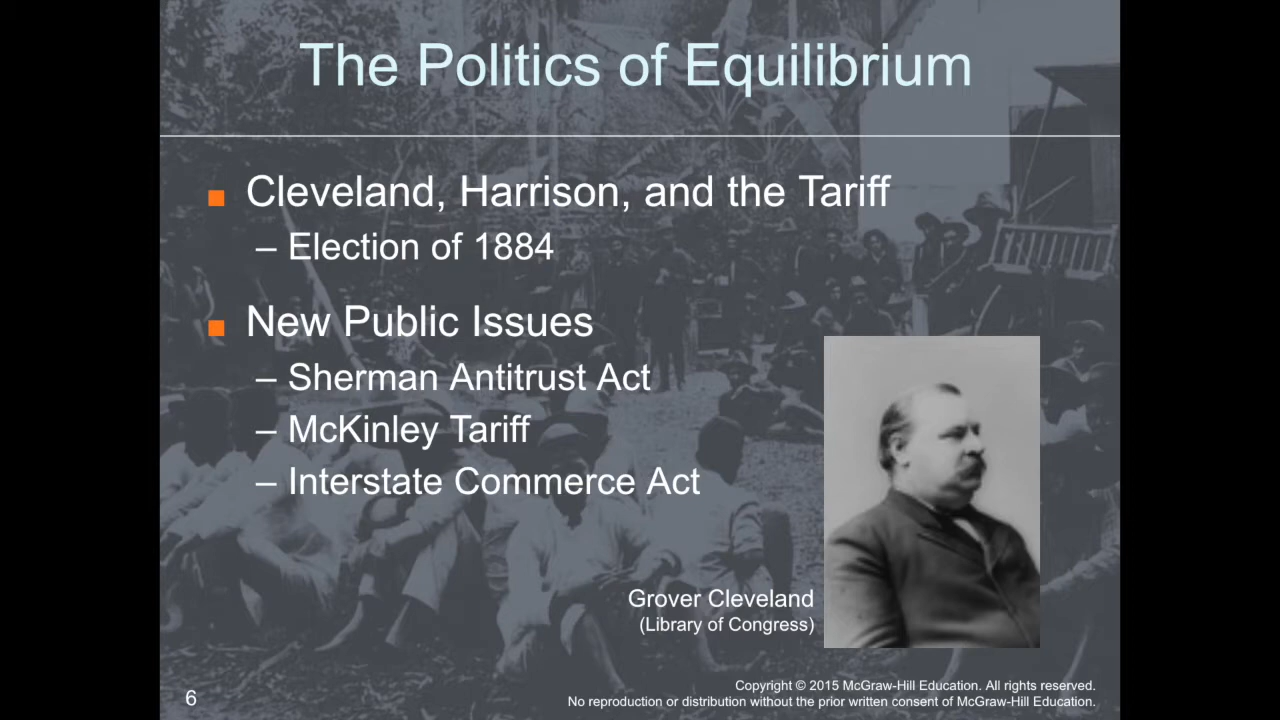 The Politics of Equilibrium
■ Cleveland, Harrison, and the Tariff
– Election of 1884
■ New Public Issues
– Sherman Antitrust Act
– McKinley Tariff
– Interstate Commerce Act
Grover Cleveland
(Library of Congress)
6
Copyright © 2015 McGraw-Hill Education. All rights reserved.
No reproduction or distribution without the prior written consent of McGraw-Hill Education.